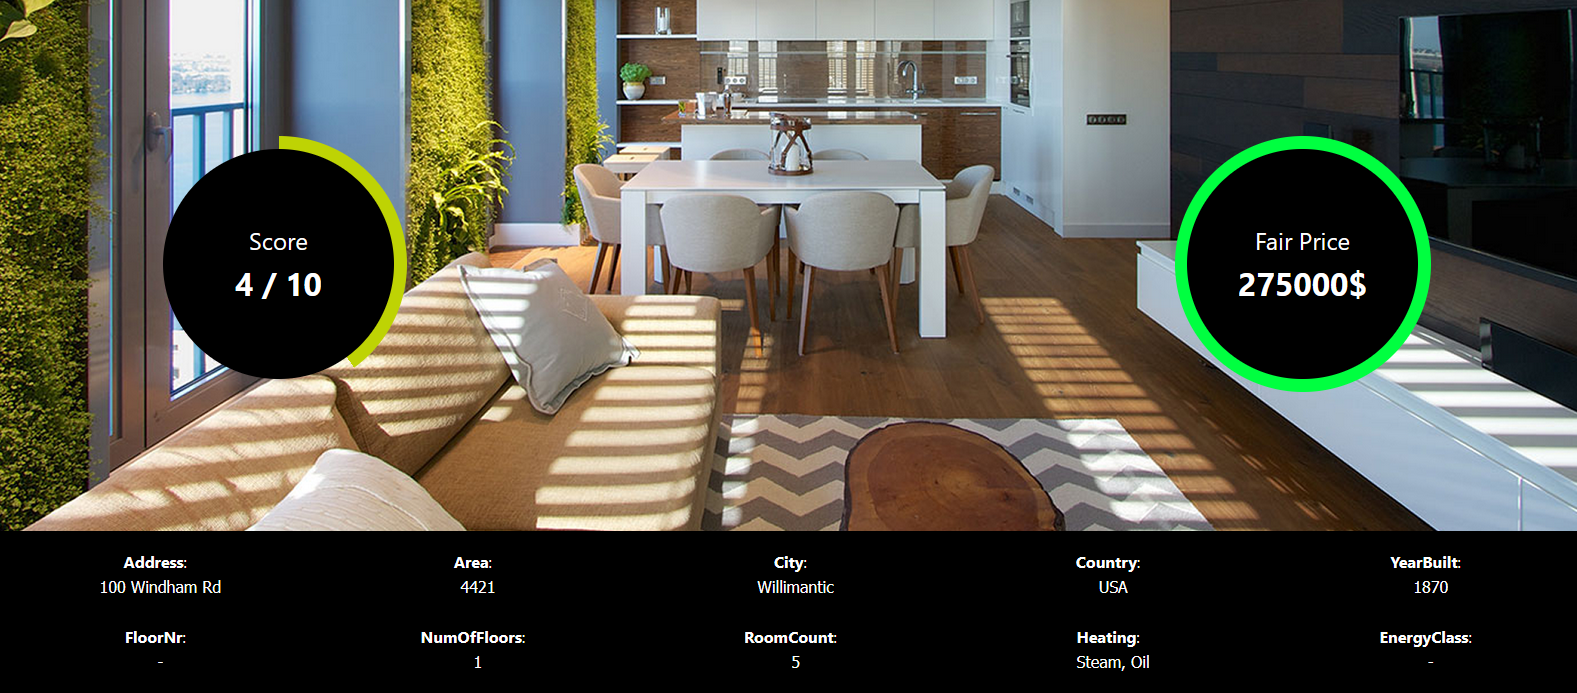 Score
4 / 10
Fair Price
275000$
Address:
100 Windham Rd
Area:
4421
City:
Willimantic
Country:
USA
YearBuilt:
1870
FloorNr:
-
NumOfFloors:
1
RoomCount:
5
Heating:
Steam, Oil
EnergyClass:
-